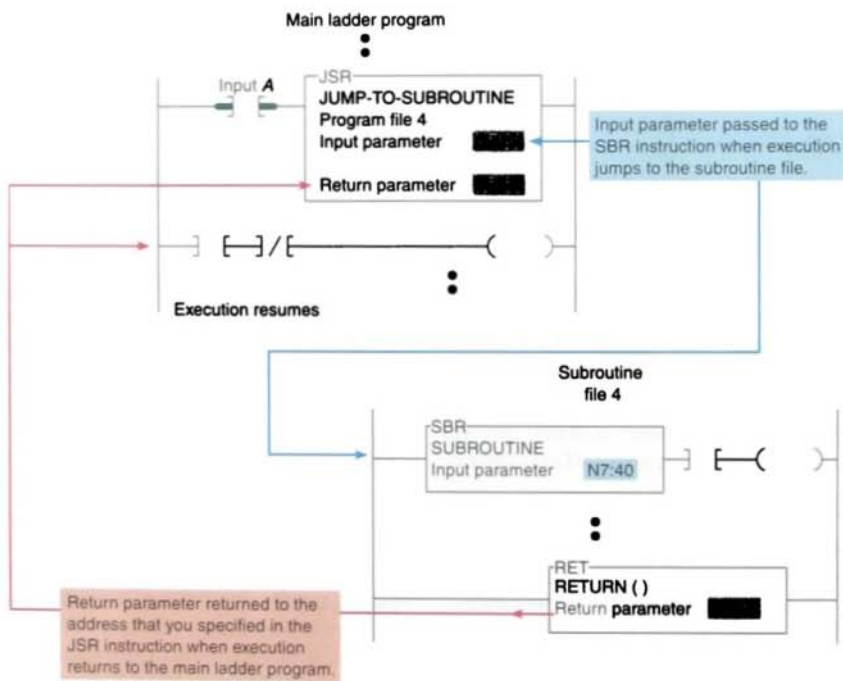 Main ladder program
Input A
JSR
JUMP-TO-SUBROUTINE
Program file 4
Input parameter
Return parameter
Input parameter passed to the
SBR instruction when execution
jumps to the subroutine file.
Execution resumes
Subroutine
file 4
SBR
SUBROUTINE
Input parameter N7:40
RET
RETURN ( )
Return parameter
Return parameter returned to the
address that you specified in the
JSR instruction when execution
returns to the main ladder program.